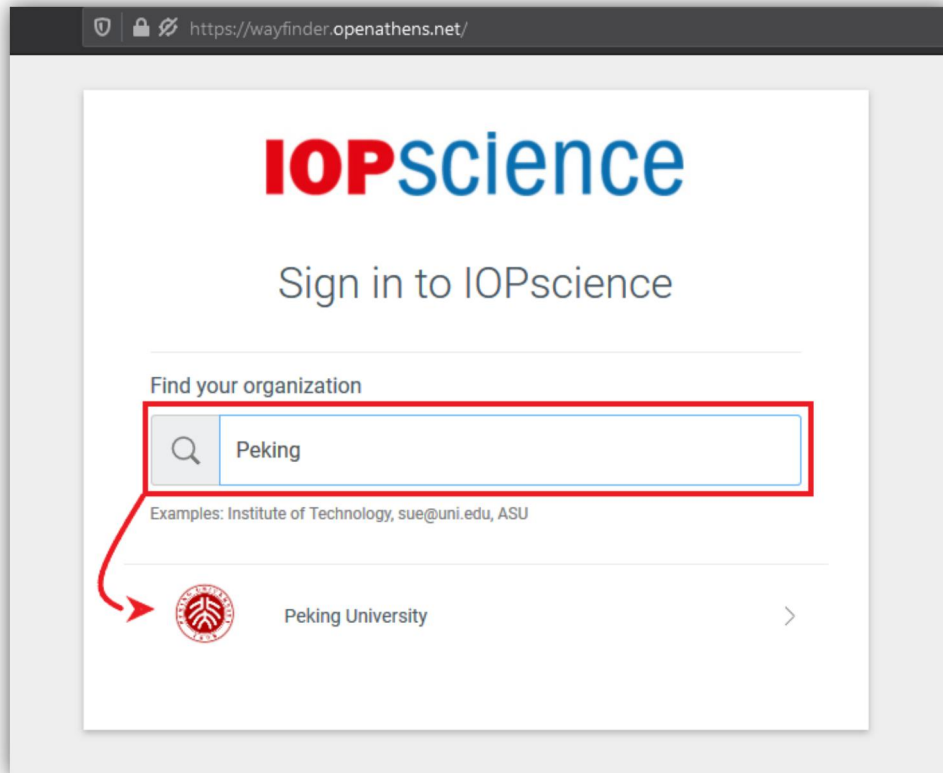 https://wayfinder.openathens.net/
IOPscience
Sign in to IOPscience
Find your organization
Peking
Examples: Institute of Technology, sue@uni.edu, ASU
Peking University